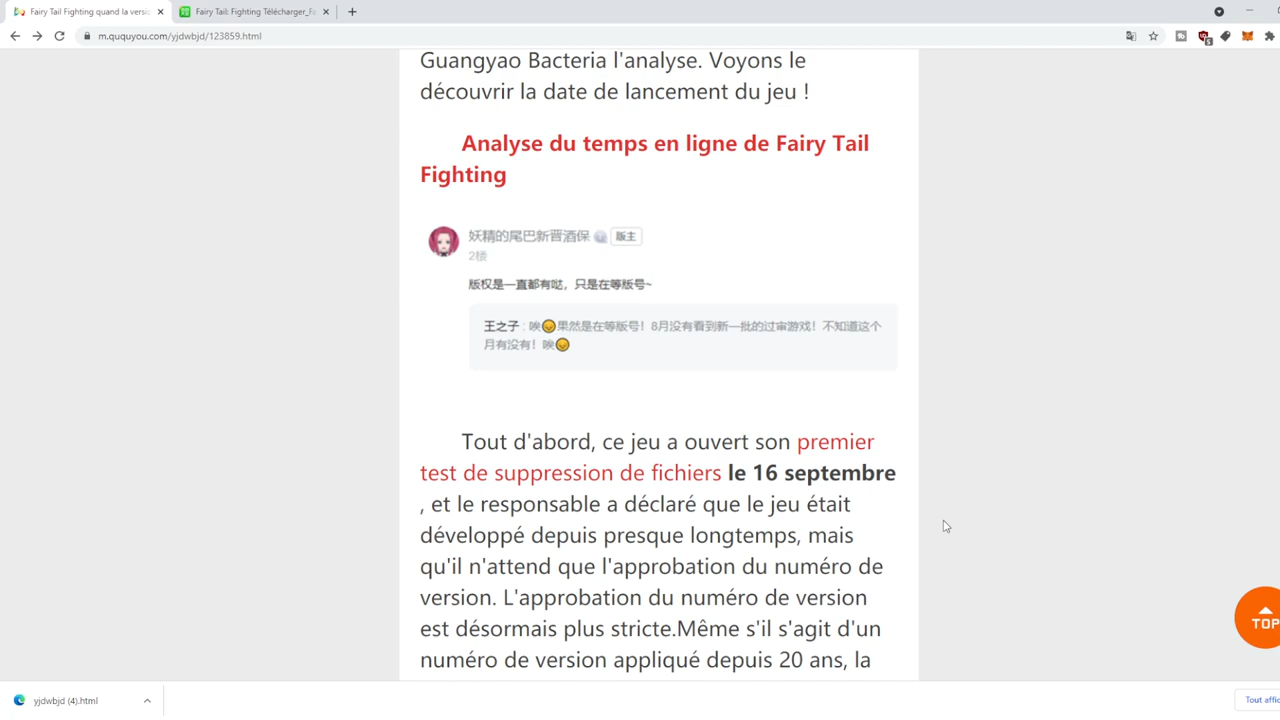 Fairy Tail Fighting quand la versi
Fairy Tail: Fighting Télécharger_Fa
m.ququyou.com/yjdwbjd/123859.html
5
Guangyao Bacteria l'analyse. Voyons le
découvrir la date de lancement du jeu !
Analyse du temps en ligne de Fairy Tail
Fighting
妖精的尾巴新晋酒保 版主
2楼
版权是一直都有哒，只是在等版号~
王之子：唉果然是在等版号！8月没有看到新一批的过审游戏！不知道这个
月有没有！唉
Tout d'abord, ce jeu a ouvert son premier
test de suppression de fichiers le 16 septembre
, et le responsable a déclaré que le jeu était
développé depuis presque longtemps, mais
qu'il n'attend que l'approbation du numéro de
version. L'approbation du numéro de version
est désormais plus stricte.Même s'il s'agit d'un
numéro de version appliqué depuis 20 ans, la
TOP
yjdwbjd (4).html
Tout affic